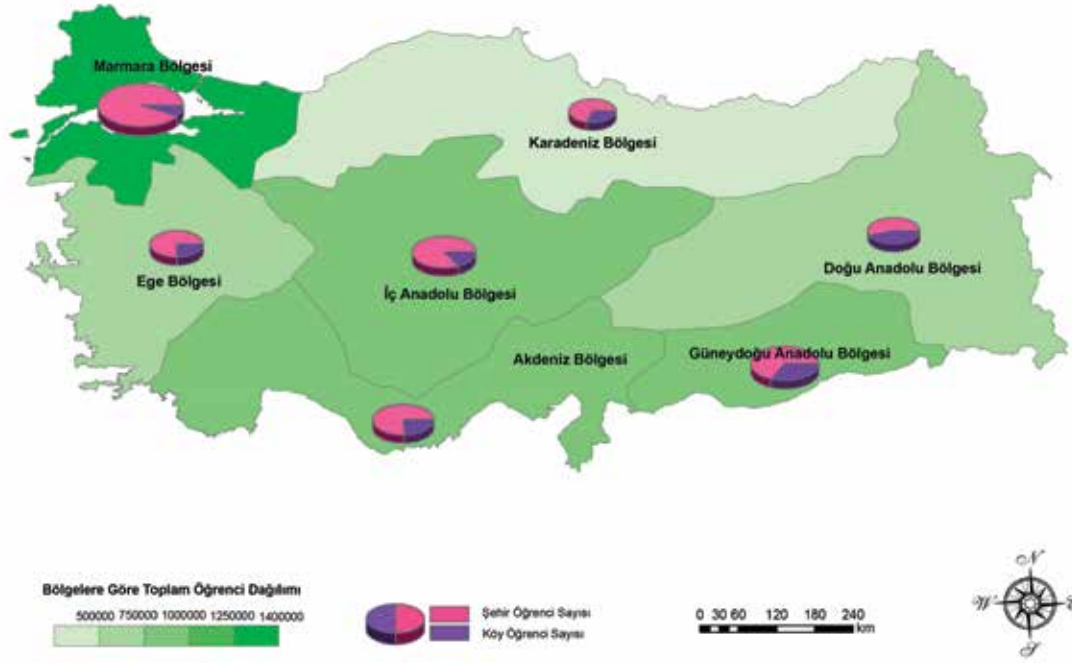 Marmara Bölgesi
Karadeniz Bölgesi
Ege Bölgesi
İç Anadolu Bölgesi
Doğu Anadolu Bölgesi
Akdeniz Bölgesi
Güneydoğu Anadolu Bölgesi
Bölgelere Göre Toplam Öğrenci Dağılımı
500000 750000 1000000 1250000 1400000
Şehir Öğrenci Sayısı
Köy Öğrenci Sayısı
0 30 60 120 180 240
km
N
W
E
S